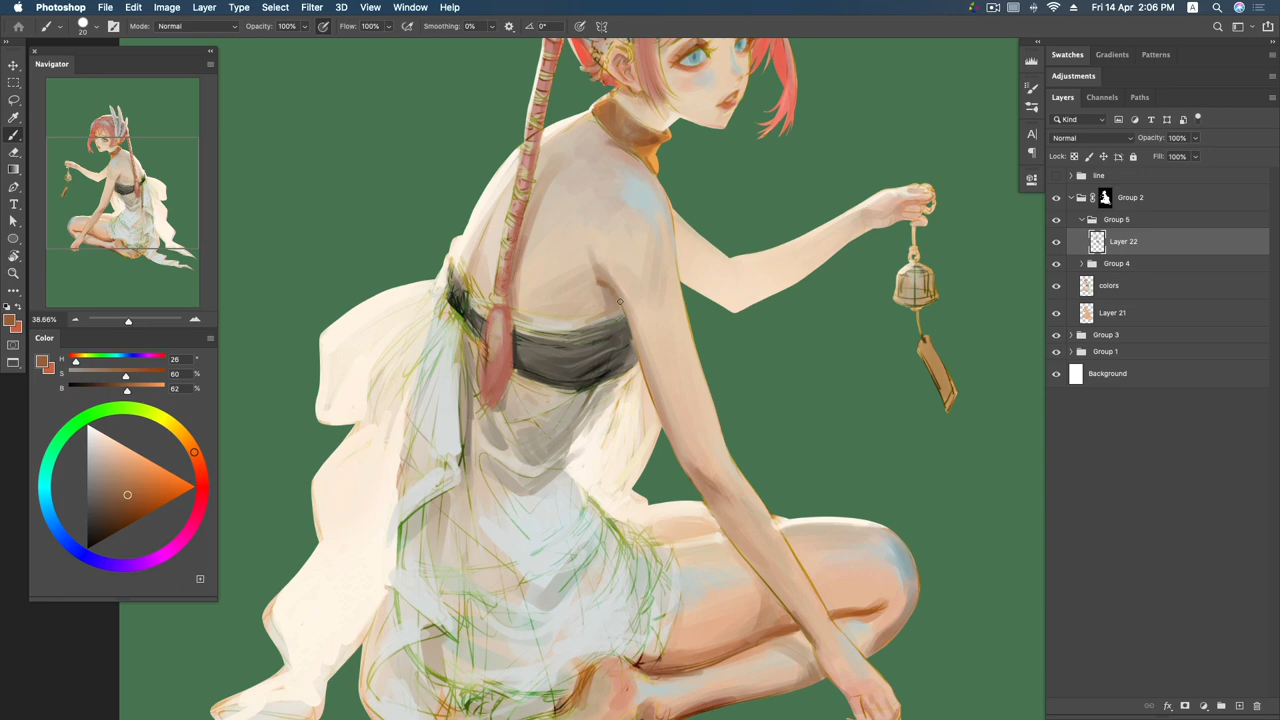 Photoshop File Edit Image Layer Type Select Filter 3D View Window Help
Fri 14 Apr 2:06 PM A
20 Mode: Normal Opacity: 100% Flow: 100% Smoothing: 0% 0°
Navigator
38.66%
Color
H 26 °
S 60 %
B 62 %
Swatches Gradients Patterns
Adjustments
Layers Channels Paths
Kind
Normal Opacity: 100%
Lock: Fill: 100%
line
Group 2
Group 5
Layer 22
Group 4
colors
Layer 21
Group 3
Group 1
Background